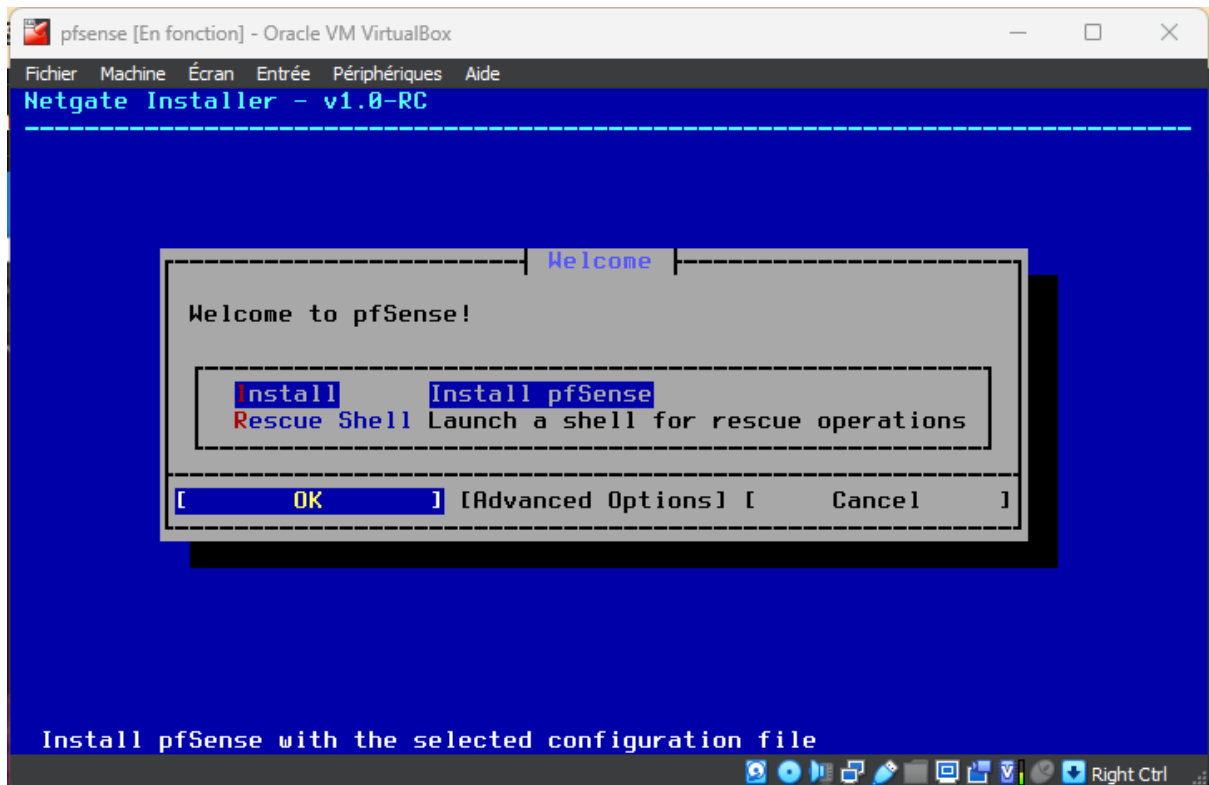 pfsense [En fonction] - Oracle VM VirtualBox
Fichier Machine Écran Entrée Périphériques Aide
Netgate Installer - v1.0-RC
Welcome
Welcome to pfSense!
Install Install pfSense
Rescue Shell Launch a shell for rescue operations
[ OK ] [Advanced Options] [ Cancel ]
Install pfSense with the selected configuration file
Right Ctrl